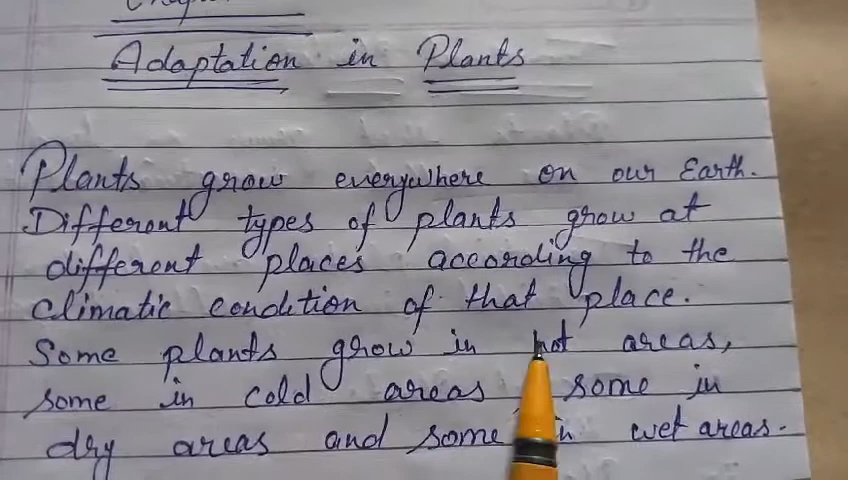 Adaptation in Plants
Plants grow everywhere on our Earth.
Different types of plants grow at
different places according to the
climatic condition of that place.
Some plants grow in hot areas,
some in cold areas some in
dry areas and some in wet areas.